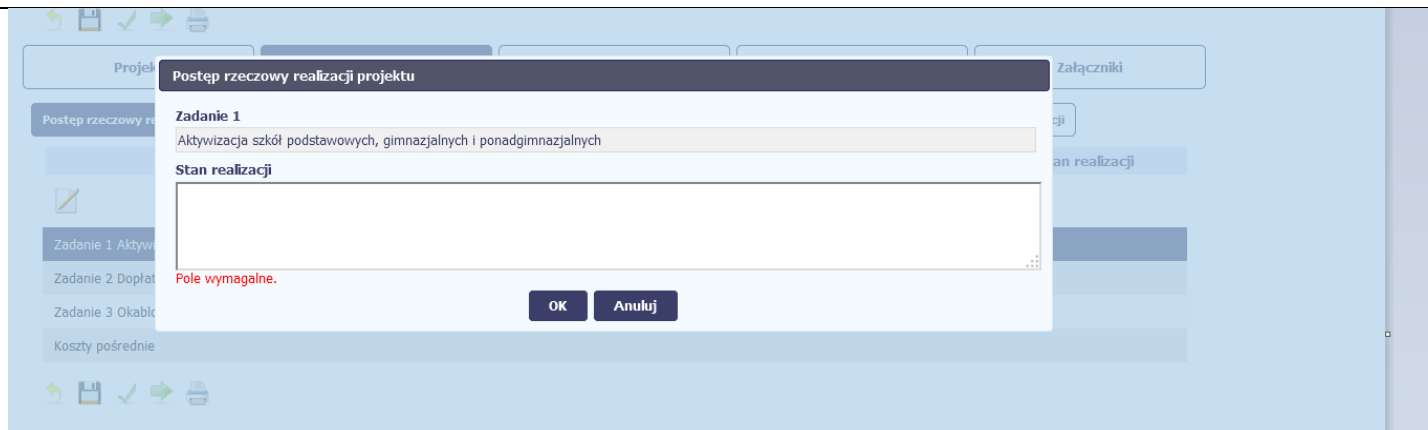 Projek
Załączniki
Postęp rzeczowy realizacji projektu
Postęp rzeczowy re
cji
Zadanie 1
Aktywizacja szkół podstawowych, gimnazjalnych i ponadgimnazjalnych
an realizacji
Stan realizacji
Zadanie 1 Aktywi
Zadanie 2 Dopłat
Pole wymagalne.
Zadanie 3 Okablo
OK Anuluj
Koszty pośrednie